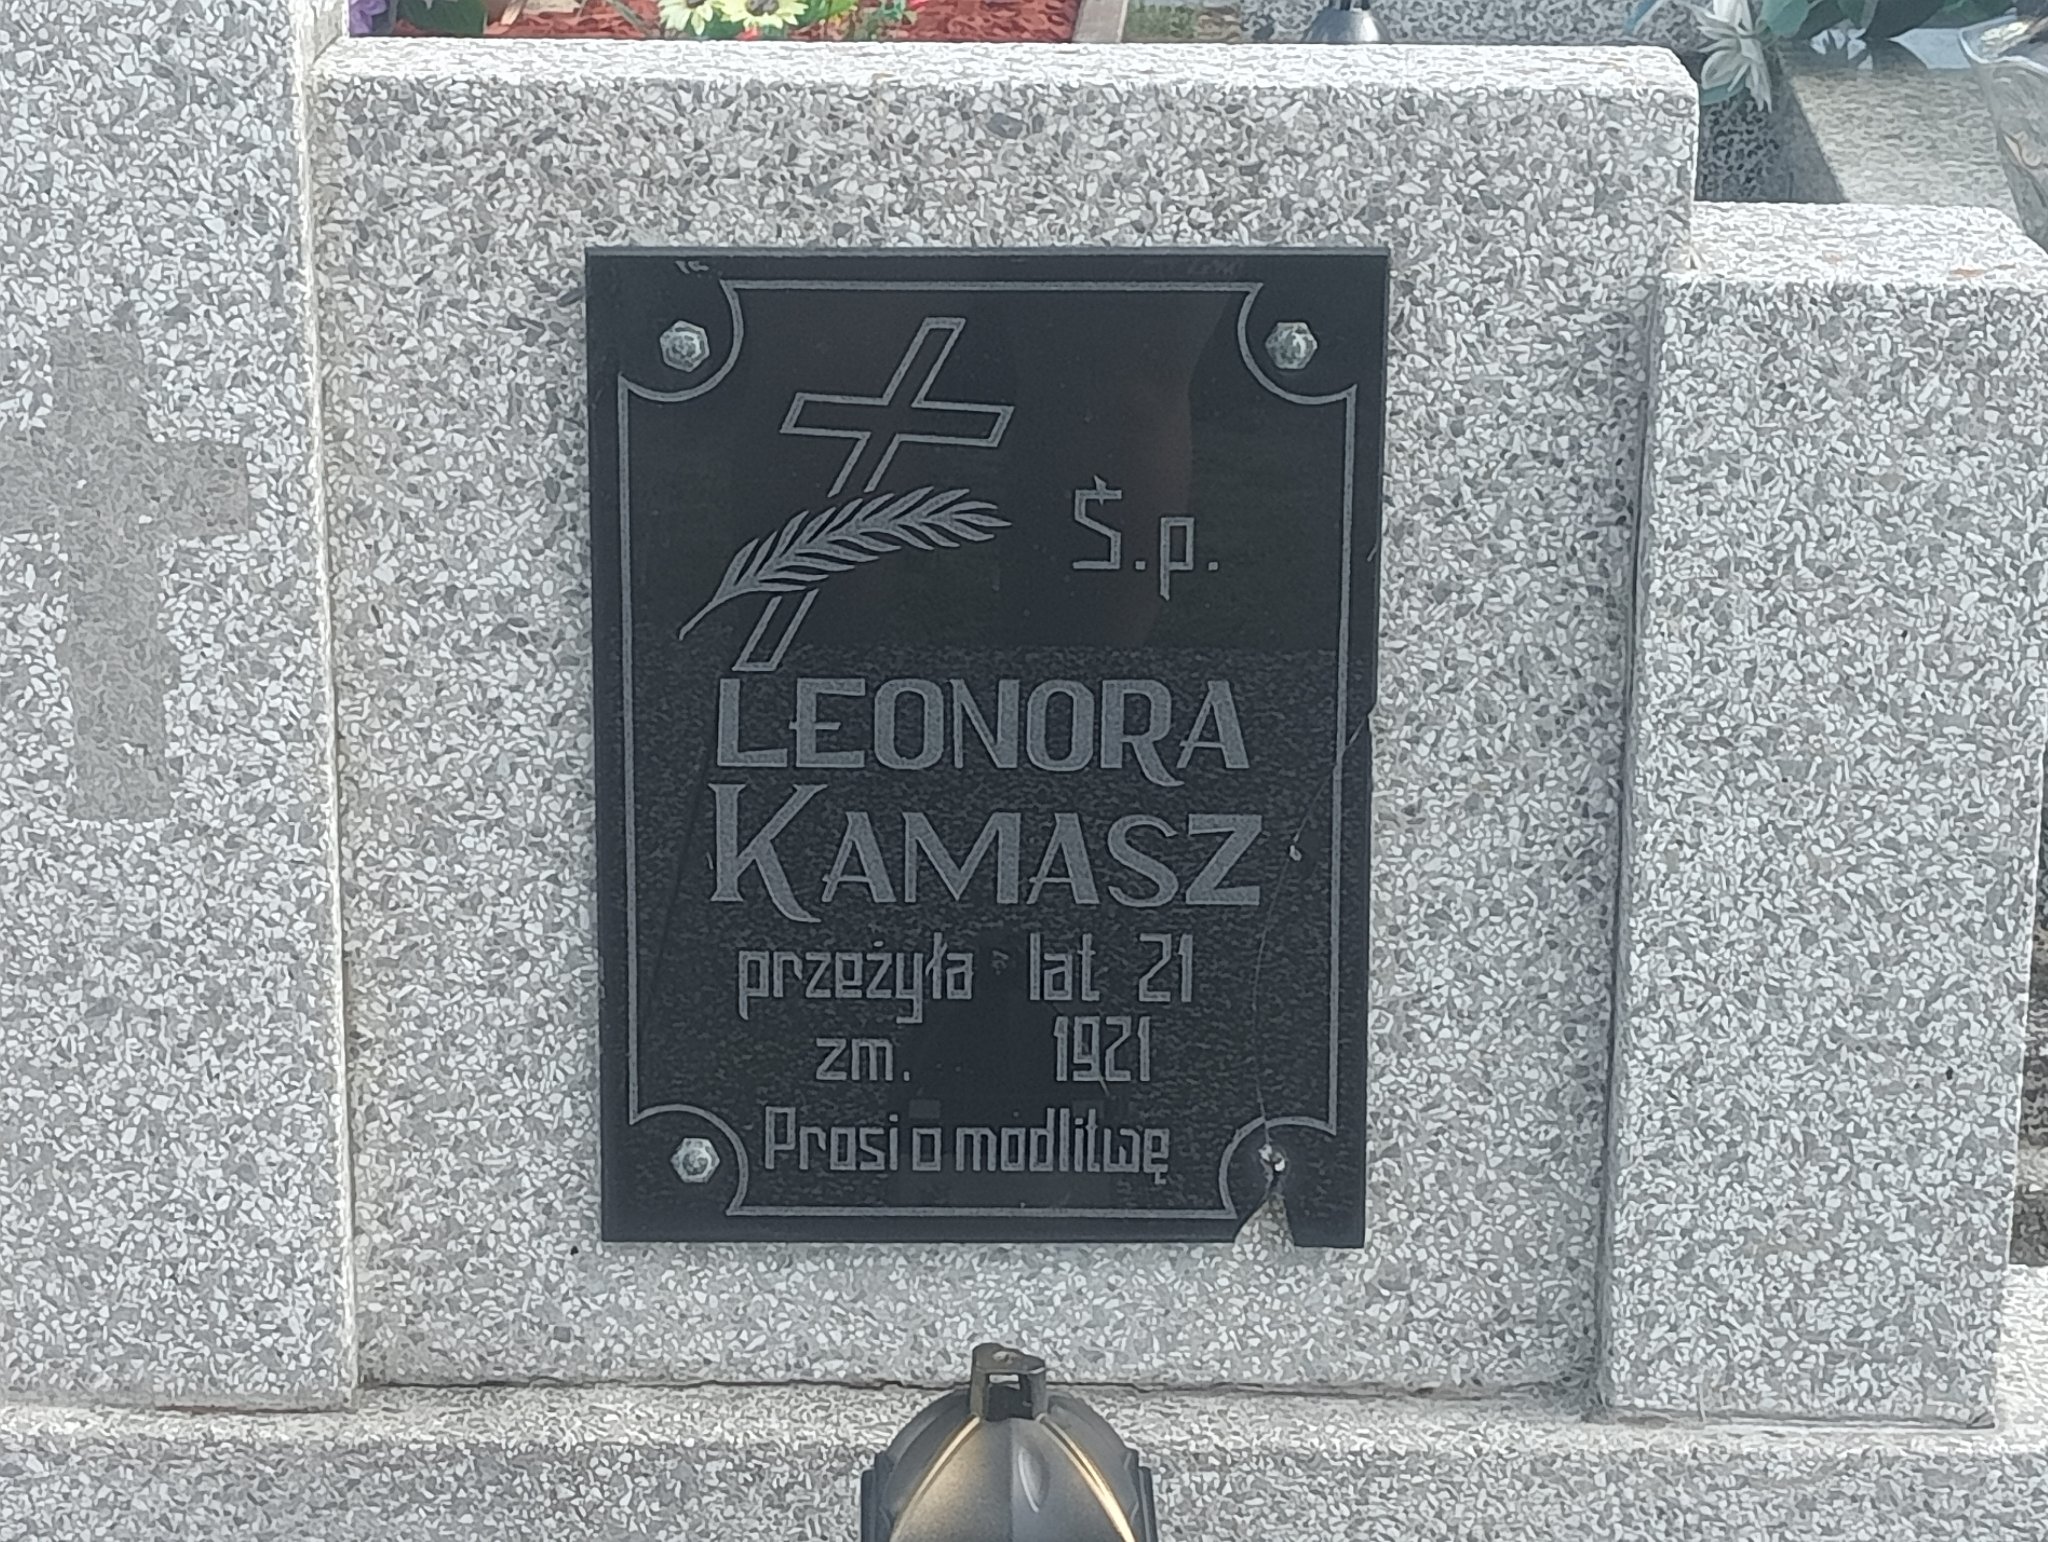 Ś.p.
LEONORA
KAMASZ
przeżyła lat 21
zm. 1921
Prosi o modlitwę